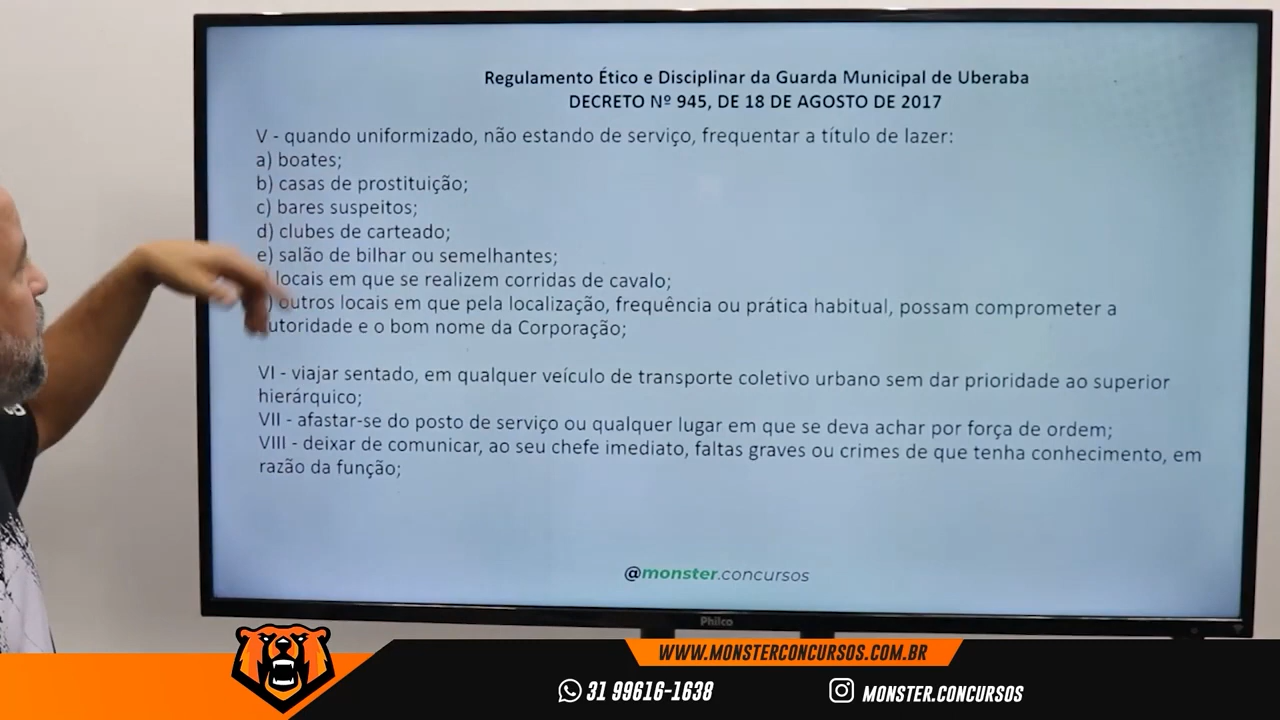 Regulamento Ético e Disciplinar da Guarda Municipal de Uberaba
DECRETO Nº 945, DE 18 DE AGOSTO DE 2017
V - quando uniformizado, não estando de serviço, frequentar a título de lazer:
a) boates;
b) casas de prostituição;
c) bares suspeitos;
d) clubes de carteado;
e) salão de bilhar ou semelhantes;
locais em que se realizem corridas de cavalo;
) outros locais em que pela localização, frequência ou prática habitual, possam comprometer a
utoridade e o bom nome da Corporação;
VI - viajar sentado, em qualquer veículo de transporte coletivo urbano sem dar prioridade ao superior
hierárquico;
VII - afastar-se do posto de serviço ou qualquer lugar em que se deva achar por força de ordem;
VIII - deixar de comunicar, ao seu chefe imediato, faltas graves ou crimes de que tenha conhecimento, em
razão da função;
@monster.concursos
Philco
WWW.MONSTERCONCURSOS.COM.BR
31 99616-1638
MONSTER.CONCURSOS